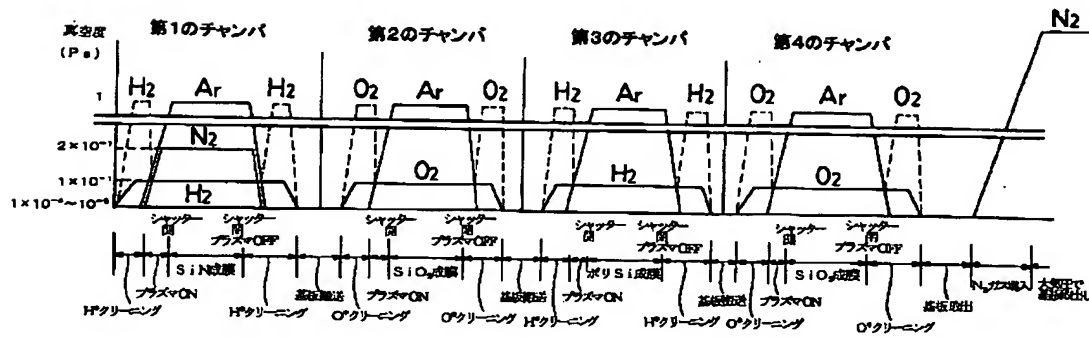 真空度
(Pa)
第1のチャンバ
第2のチャンバ
第3のチャンバ
第4のチャンバ
N2
H2
Ar
H2
O2
Ar
O2
H2
Ar
H2
O2
Ar
O2
1
N2
2×10⁻¹
1×10⁻¹
H2
O2
H2
O2
シャッター
シャッター
シャッター
シャッター
シャッター
シャッター
シャッター
シャッター
開
閉
開
閉
開
閉
開
閉
プラズマOFF
プラズマOFF
プラズマOFF
プラズマOFF
SiN成膜
SiO₂成膜
ポリSi成膜
SiO₂成膜
プラズマON
基板搬送
プラズマON
基板搬送
プラズマON
基板搬送
プラズマON
基板取出
N₂ガス導入
大気圧で
基板取出し
H*クリーニング
H*クリーニング
O*クリーニング
O*クリーニング
H*クリーニング
H*クリーニング
O*クリーニング
O*クリーニング